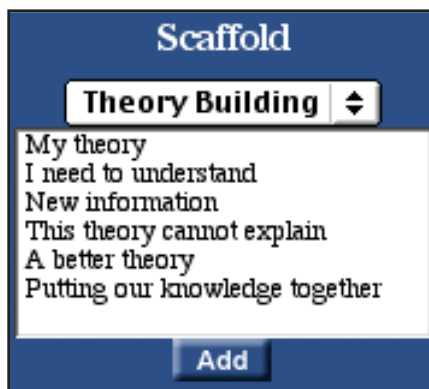 Scaffold
Theory Building
My theory
I need to understand
New information
This theory cannot explain
A better theory
Putting our knowledge together
Add